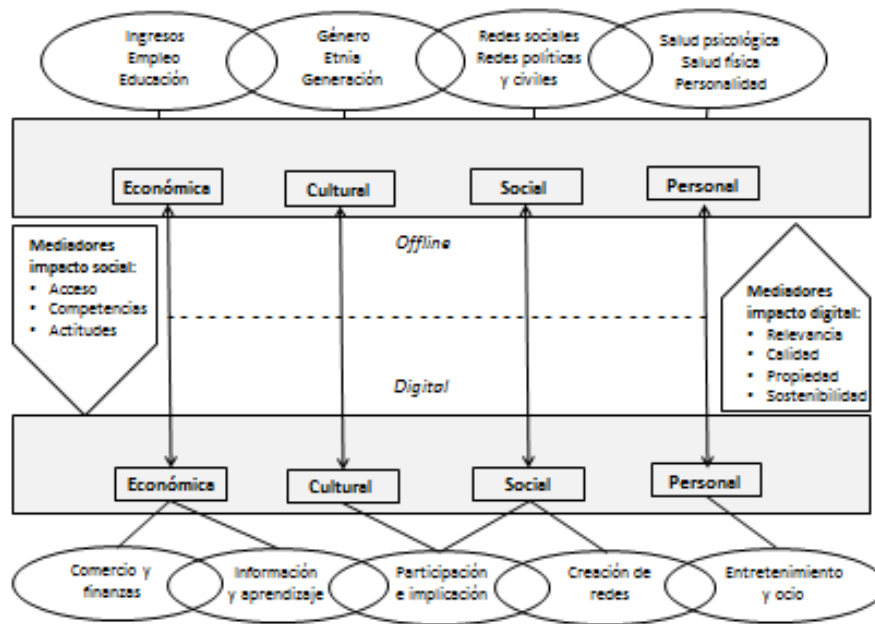 Ingresos
Empleo
Educación
Género
Etnia
Generación
Redes sociales
Redes políticas
y civiles
Salud psicológica
Salud física
Personalidad
Económica
Cultural
Social
Personal
Offline
Mediadores
impacto social:
• Acceso
• Competencias
• Actitudes
Mediadores
impacto digital:
• Relevancia
• Calidad
• Propiedad
• Sostenibilidad
Digital
Económica
Cultural
Social
Personal
Comercio y
finanzas
Información
y aprendizaje
Participación
e implicación
Creación de
redes
Entretenimiento
y ocio